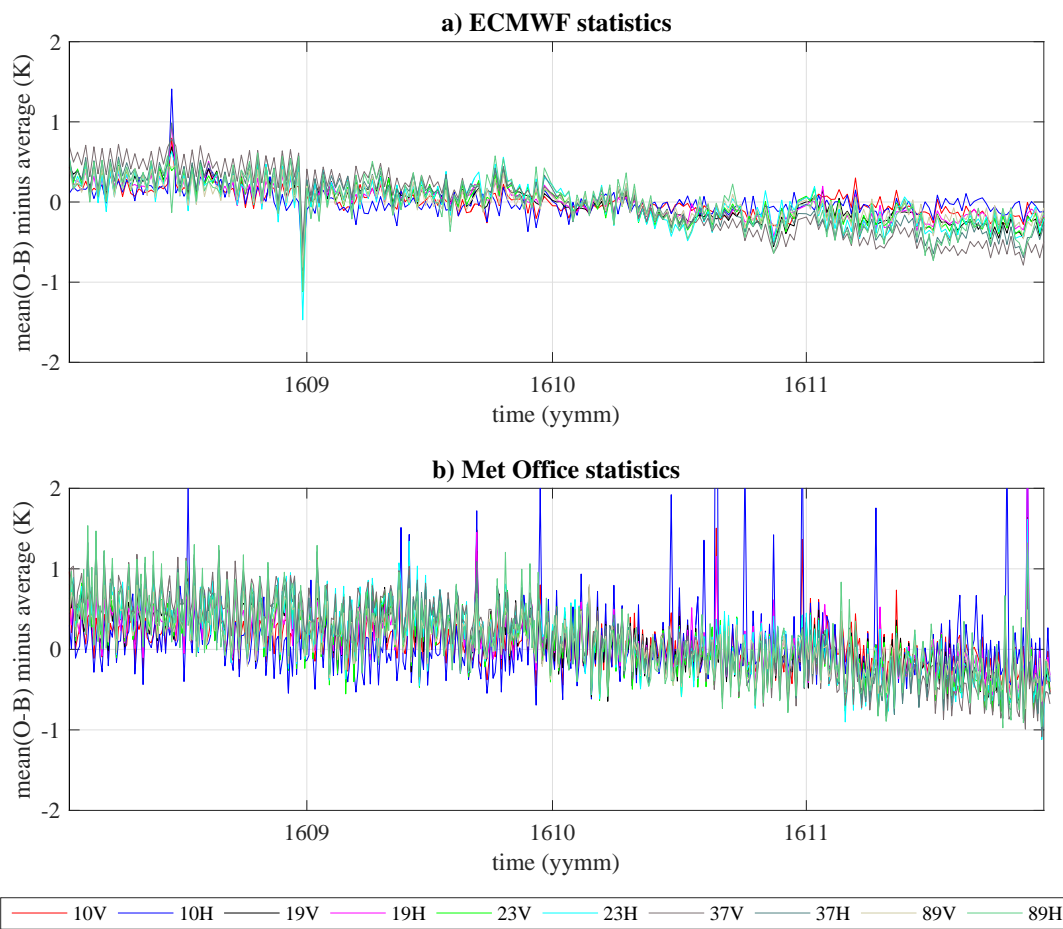 a) ECMWF statistics
mean(O-B) minus average (K)
2
1
0
-1
-2
1609 1610 1611
time (yymm)
b) Met Office statistics
mean(O-B) minus average (K)
2
1
0
-1
-2
1609 1610 1611
time (yymm)
10V 10H 19V 19H 23V 23H 37V 37H 89V 89H